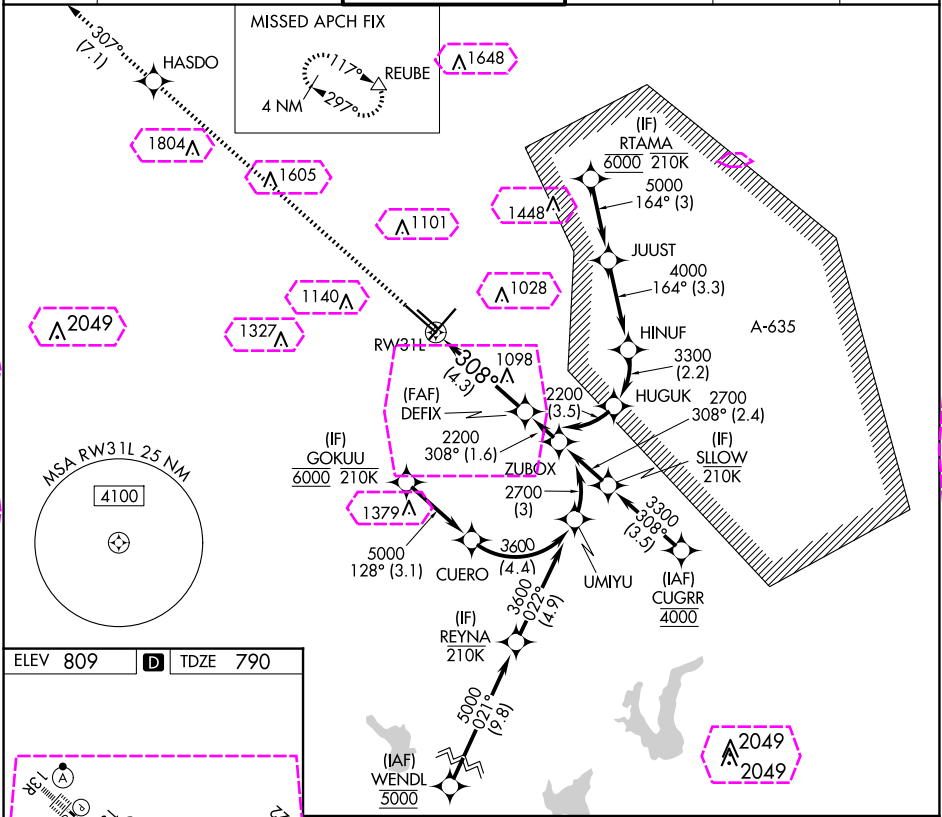 MISSED APCH FIX
117°
REUBE
4 NM
297°
307°
(7.1)
HASDO
1648
1804
1605
1448
1101
1140
1028
1327
2049
(IF)
RTAMA
6000 210K
5000
164° (3)
JUUST
4000
164° (3.3)
HINUF
A-635
3300
(2.2)
HUGUK
RW31L
308°
(4.3)
1098
(FAF)
DEFIX
2200
(3.5)
2700
308° (2.4)
2200
308° (1.6)
ZUBOX
(IF)
SLLOW
210K
(IF)
GOKUU
6000 210K
1379
2700
(3)
3300
308°
(3.5)
5000
128° (3.1)
CUERO
3600
(4.4)
UMIYU
(IAF)
CUGRR
4000
3600
022°
(4.9)
(IF)
REYNA
210K
5000
021°
(9.8)
(IAF)
WENDL
5000
MSA RW31L 25 NM
4100
ELEV 809 D TDZE 790
A
13R
P
2049
2049